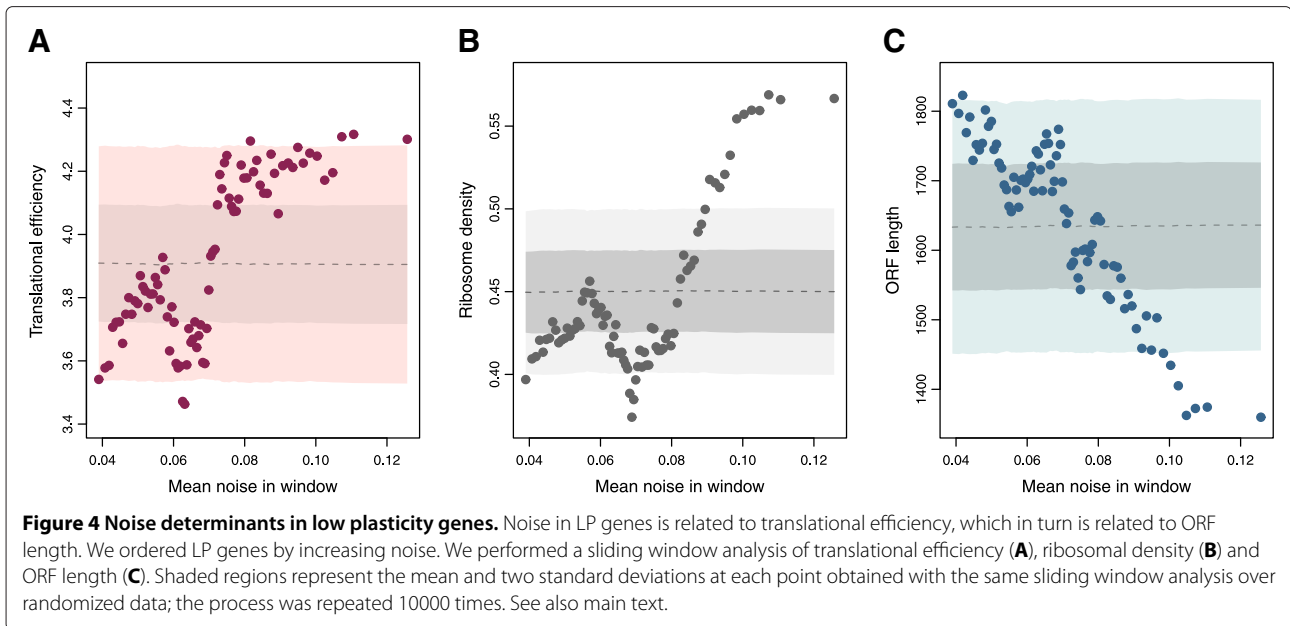 A
B
C
4.4
4.2
4.0
3.8
3.6
3.4
Translational efficiency
0.04
0.06
0.08
0.10
0.12
Mean noise in window
0.55
0.50
0.45
0.40
Ribosome density
0.04
0.06
0.08
0.10
0.12
Mean noise in window
1800
1700
1600
1500
1400
ORF length
0.04
0.06
0.08
0.10
0.12
Mean noise in window
Figure 4 Noise determinants in low plasticity genes. Noise in LP genes is related to translational efficiency, which in turn is related to ORF
length. We ordered LP genes by increasing noise. We performed a sliding window analysis of translational efficiency (A), ribosomal density (B) and
ORF length (C). Shaded regions represent the mean and two standard deviations at each point obtained with the same sliding window analysis over
randomized data; the process was repeated 10000 times. See also main text.